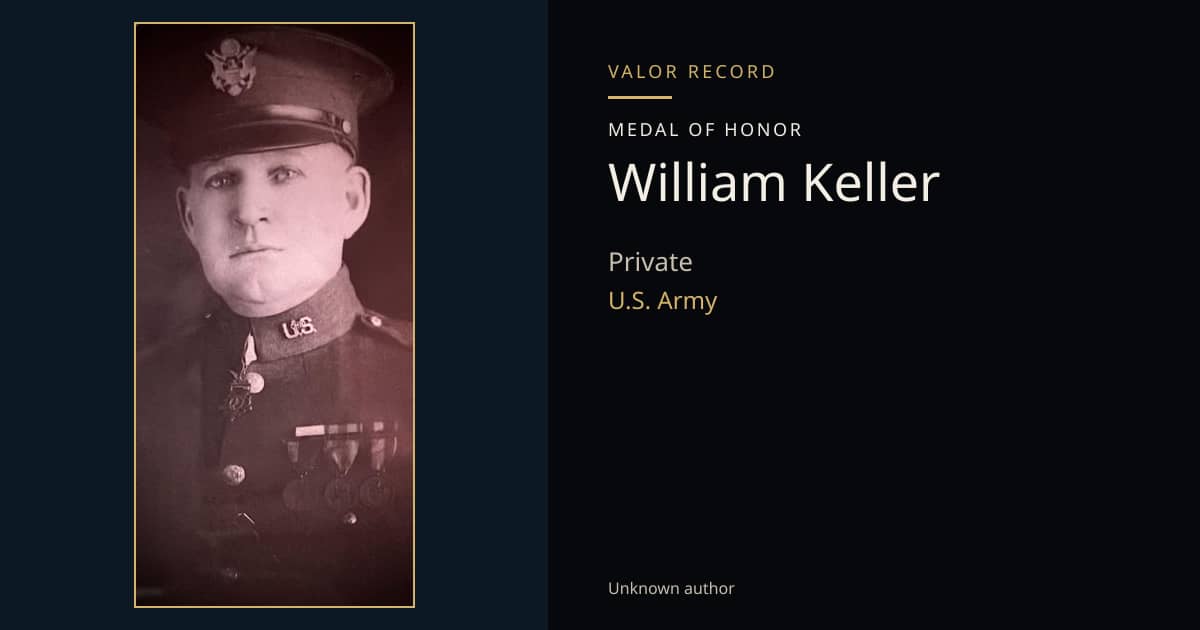 VALOR RECORD
MEDAL OF HONOR
William Keller
Private
U.S. Army
Unknown author
U.S.